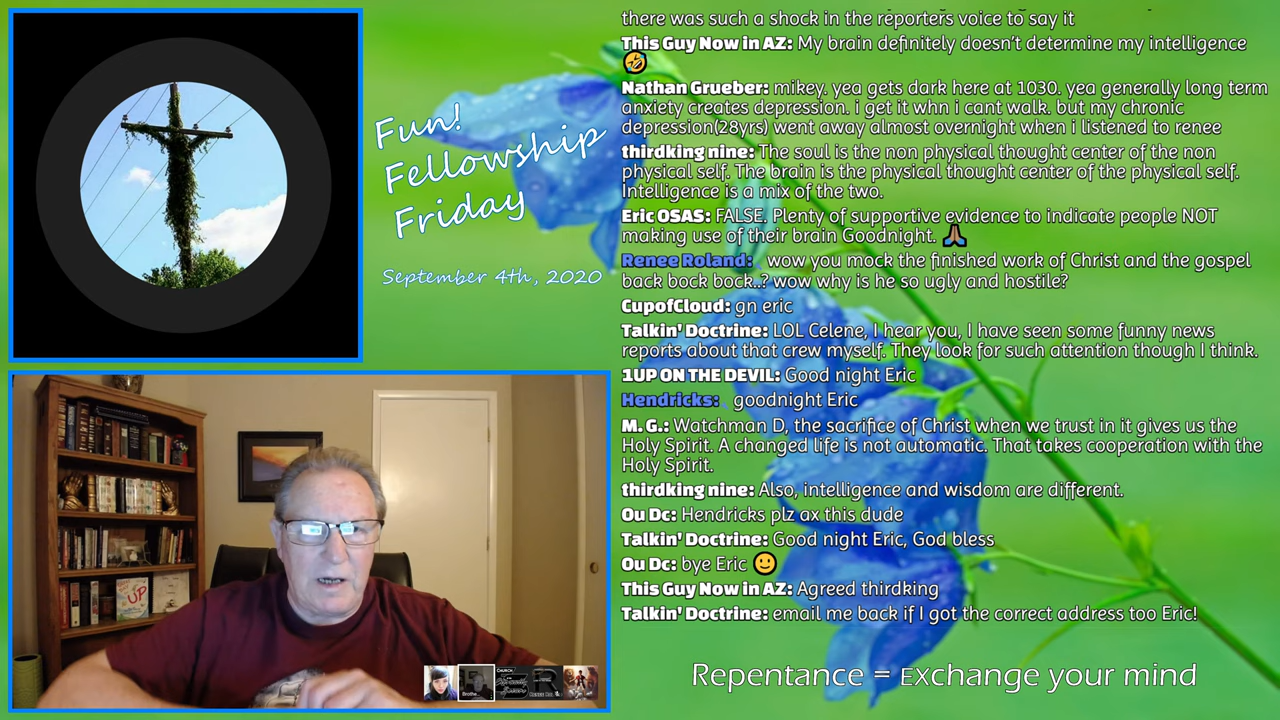 Fun!
Fellowship
Friday
September 4th, 2020
there was such a shock in the reporters voice to say it
This Guy Now in AZ: My brain definitely doesn't determine my intelligence
🤣
Nathan Grueber: mikey. yea gets dark here at 1030. yea generally long term
anxiety creates depression. i get it whn i cant walk. but my chronic
depression(28yrs) went away almost overnight when i listened to renee
thirdking nine: The soul is the non physical thought center of the non
physical self. The brain is the physical thought center of the physical self.
Intelligence is a mix of the two.
Eric OSAS: FALSE. Plenty of supportive evidence to indicate people NOT
making use of their brain Goodnight. 🙏🏽
Renee Roland: wow you mock the finished work of Christ and the gospel
back bock bock..? wow why is he so ugly and hostile?
CupofCloud: gn eric
Talkin' Doctrine: LOL Celene, I hear you, I have seen some funny news
reports about that crew myself. They look for such attention though I think.
1UP ON THE DEVIL: Good night Eric
Hendricks: goodnight Eric
M. G.: Watchman D, the sacrifice of Christ when we trust in it gives us the
Holy Spirit. A changed life is not automatic. That takes cooperation with the
Holy Spirit.
thirdking nine: Also, intelligence and wisdom are different.
Ou Dc: Hendricks plz ax this dude
Talkin' Doctrine: Good night Eric, God bless
Ou Dc: bye Eric 🙂
This Guy Now in AZ: Agreed thirdking
Talkin' Doctrine: email me back if I got the correct address too Eric!
Repentance = EXchange your mind
UP
Brothe...